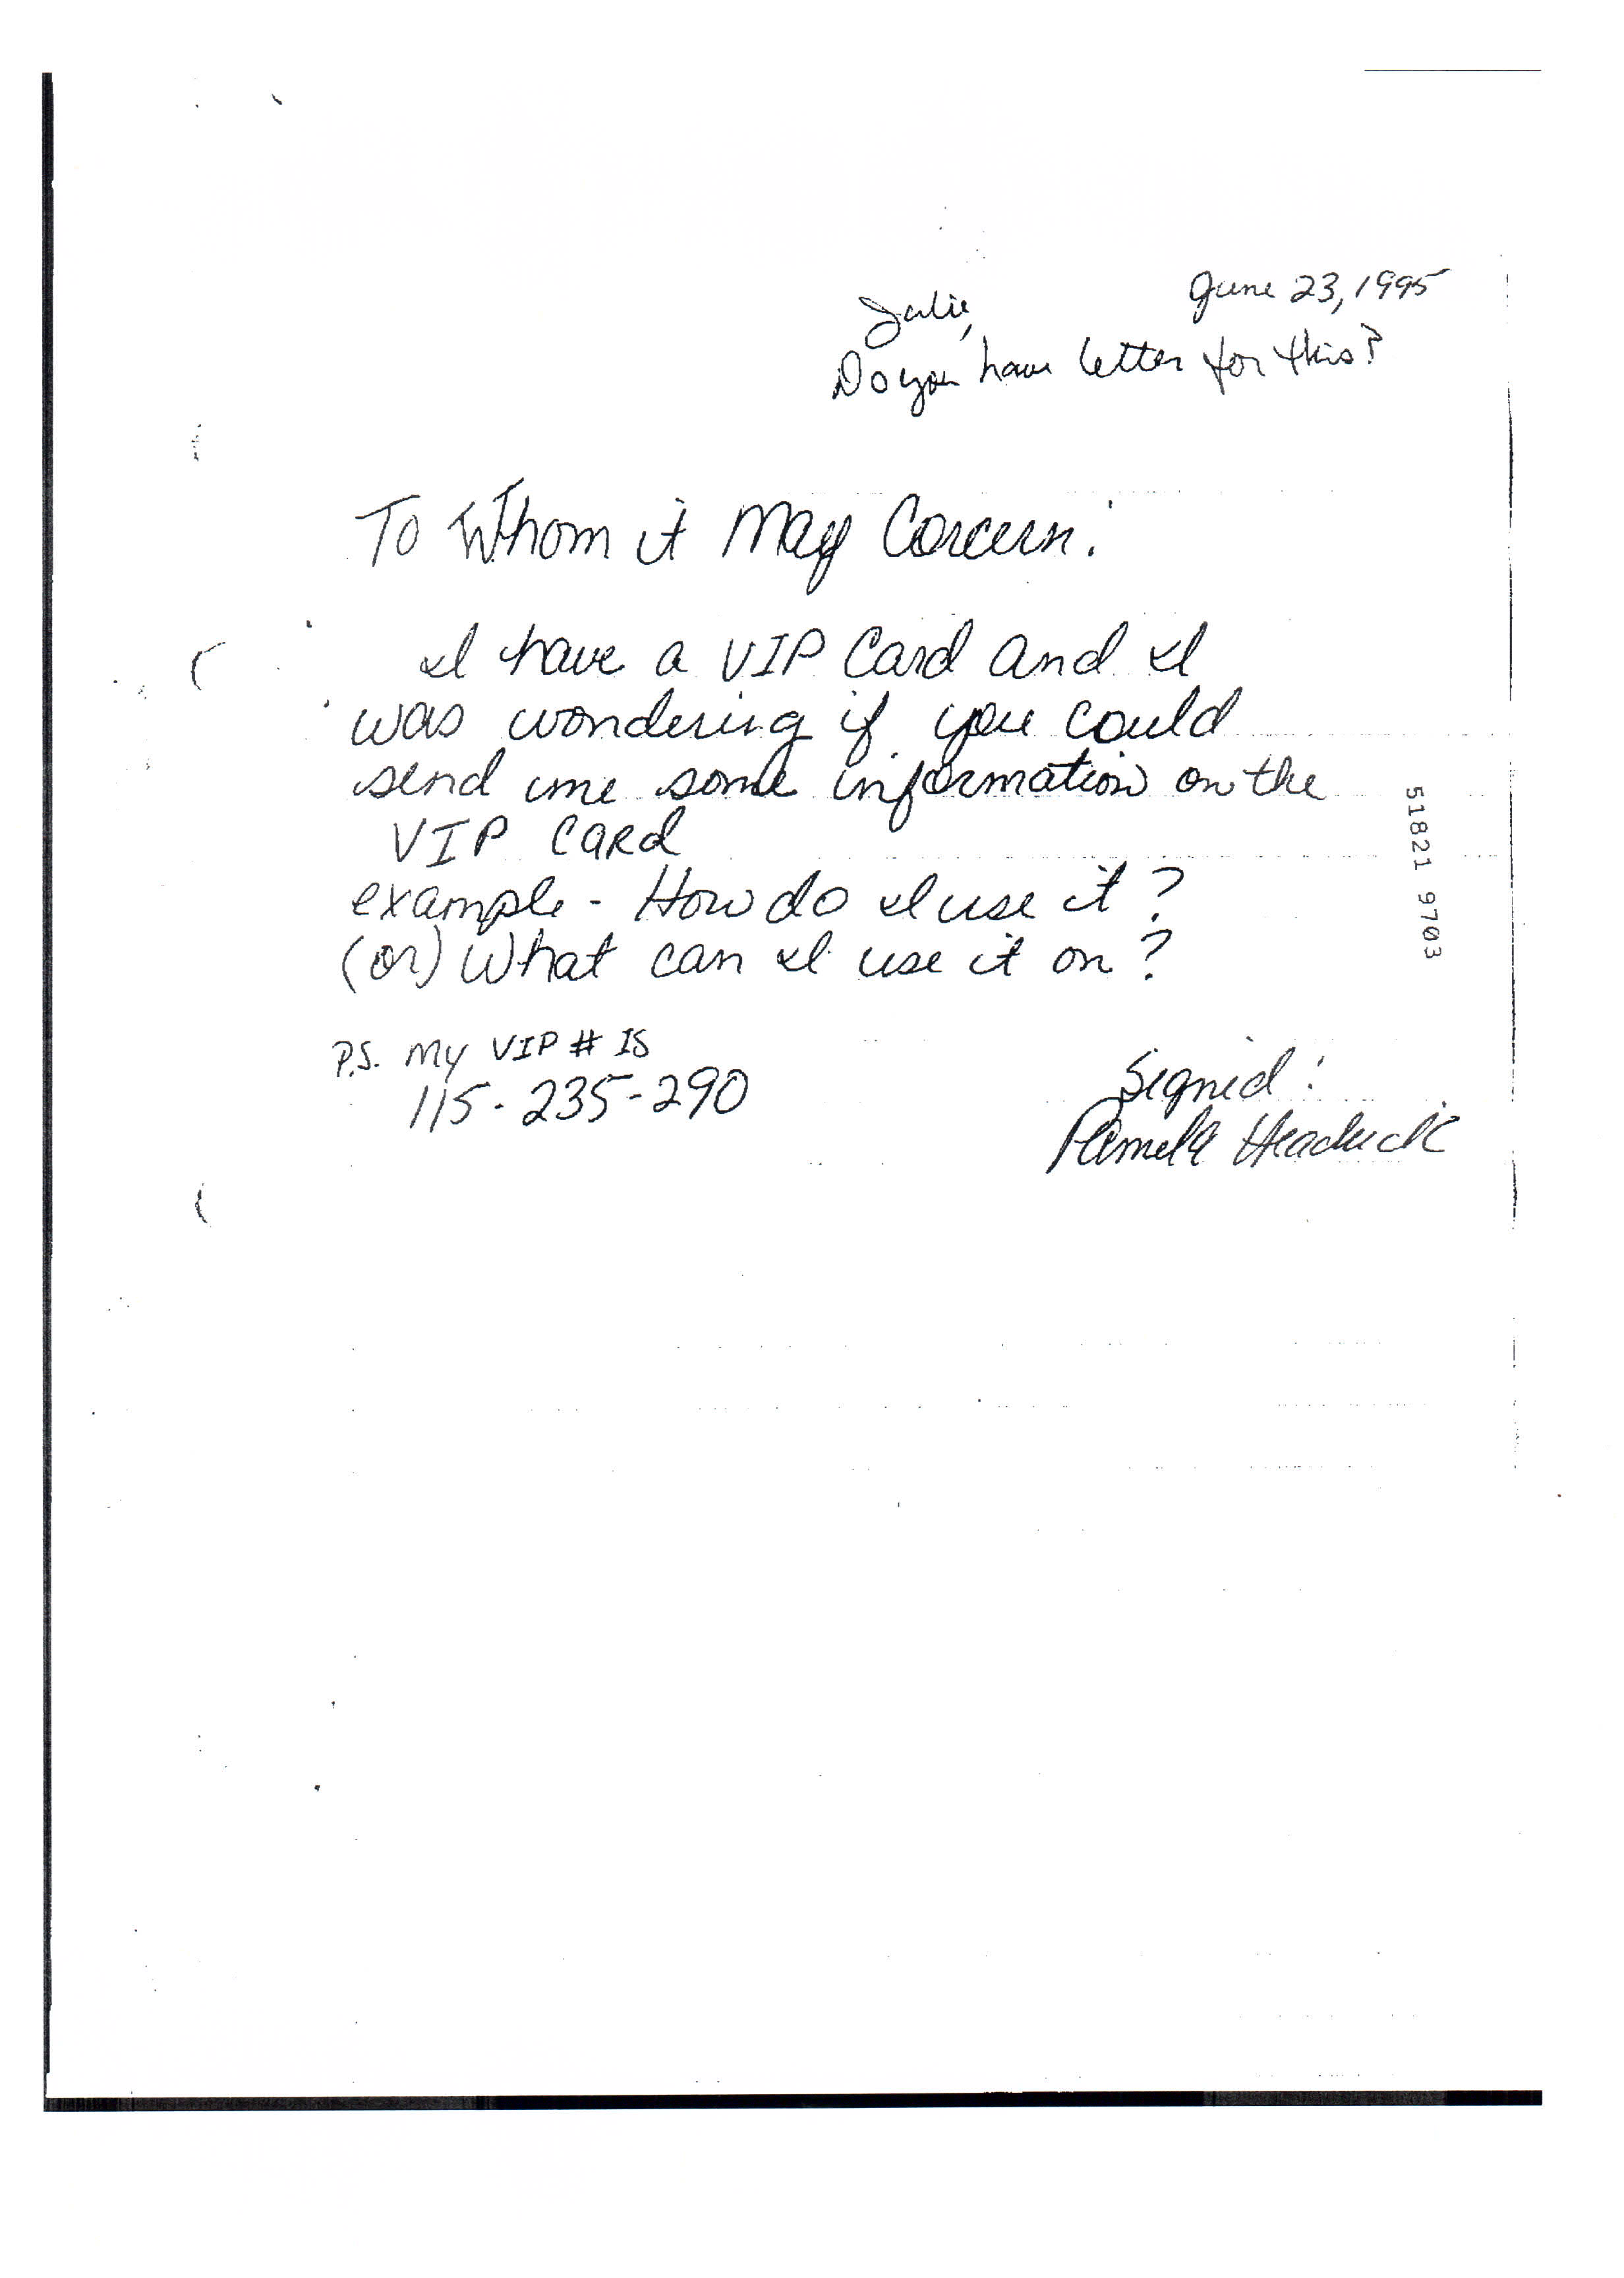 June 23, 1995
Julie,
Do you have letter for this?
To Whom it May Concern:
I have a VIP Card and I
was wondering if you could
send me some information on the
VIP CARd
example - How do I use it?
(or) What can I use it on?
P.S. My VIP # IS
115-235-290
Signed:
Pamela
51821 9703